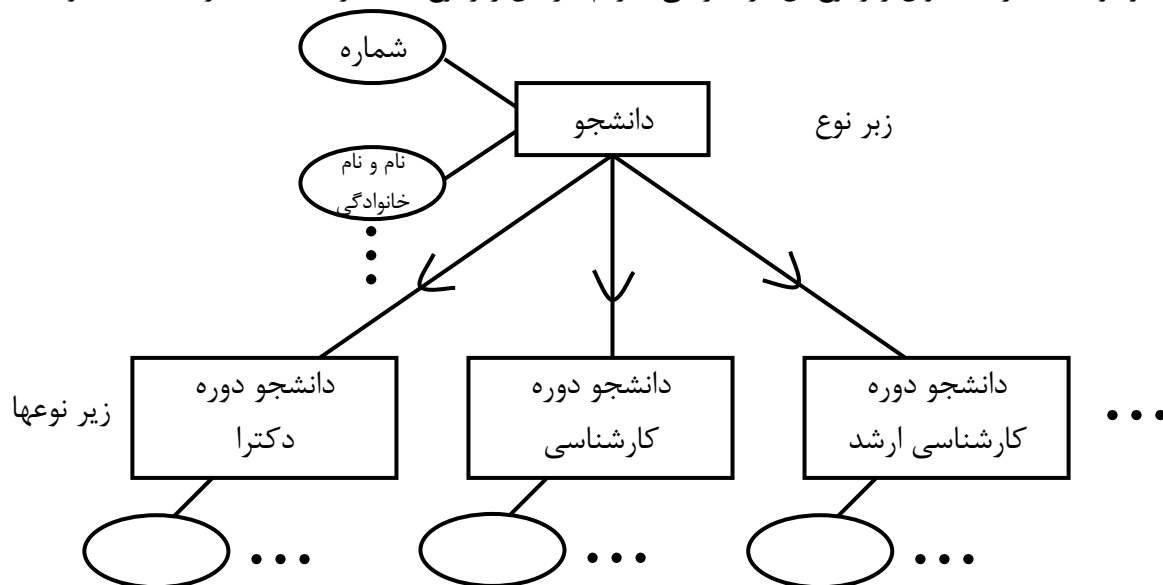 شماره
دانشجو
زبر نوع
نام و نام
خانوادگی
دانشجو دوره
کارشناسی ارشد
دانشجو دوره
کارشناسی
دانشجو دوره
دکترا
زیر نوعها